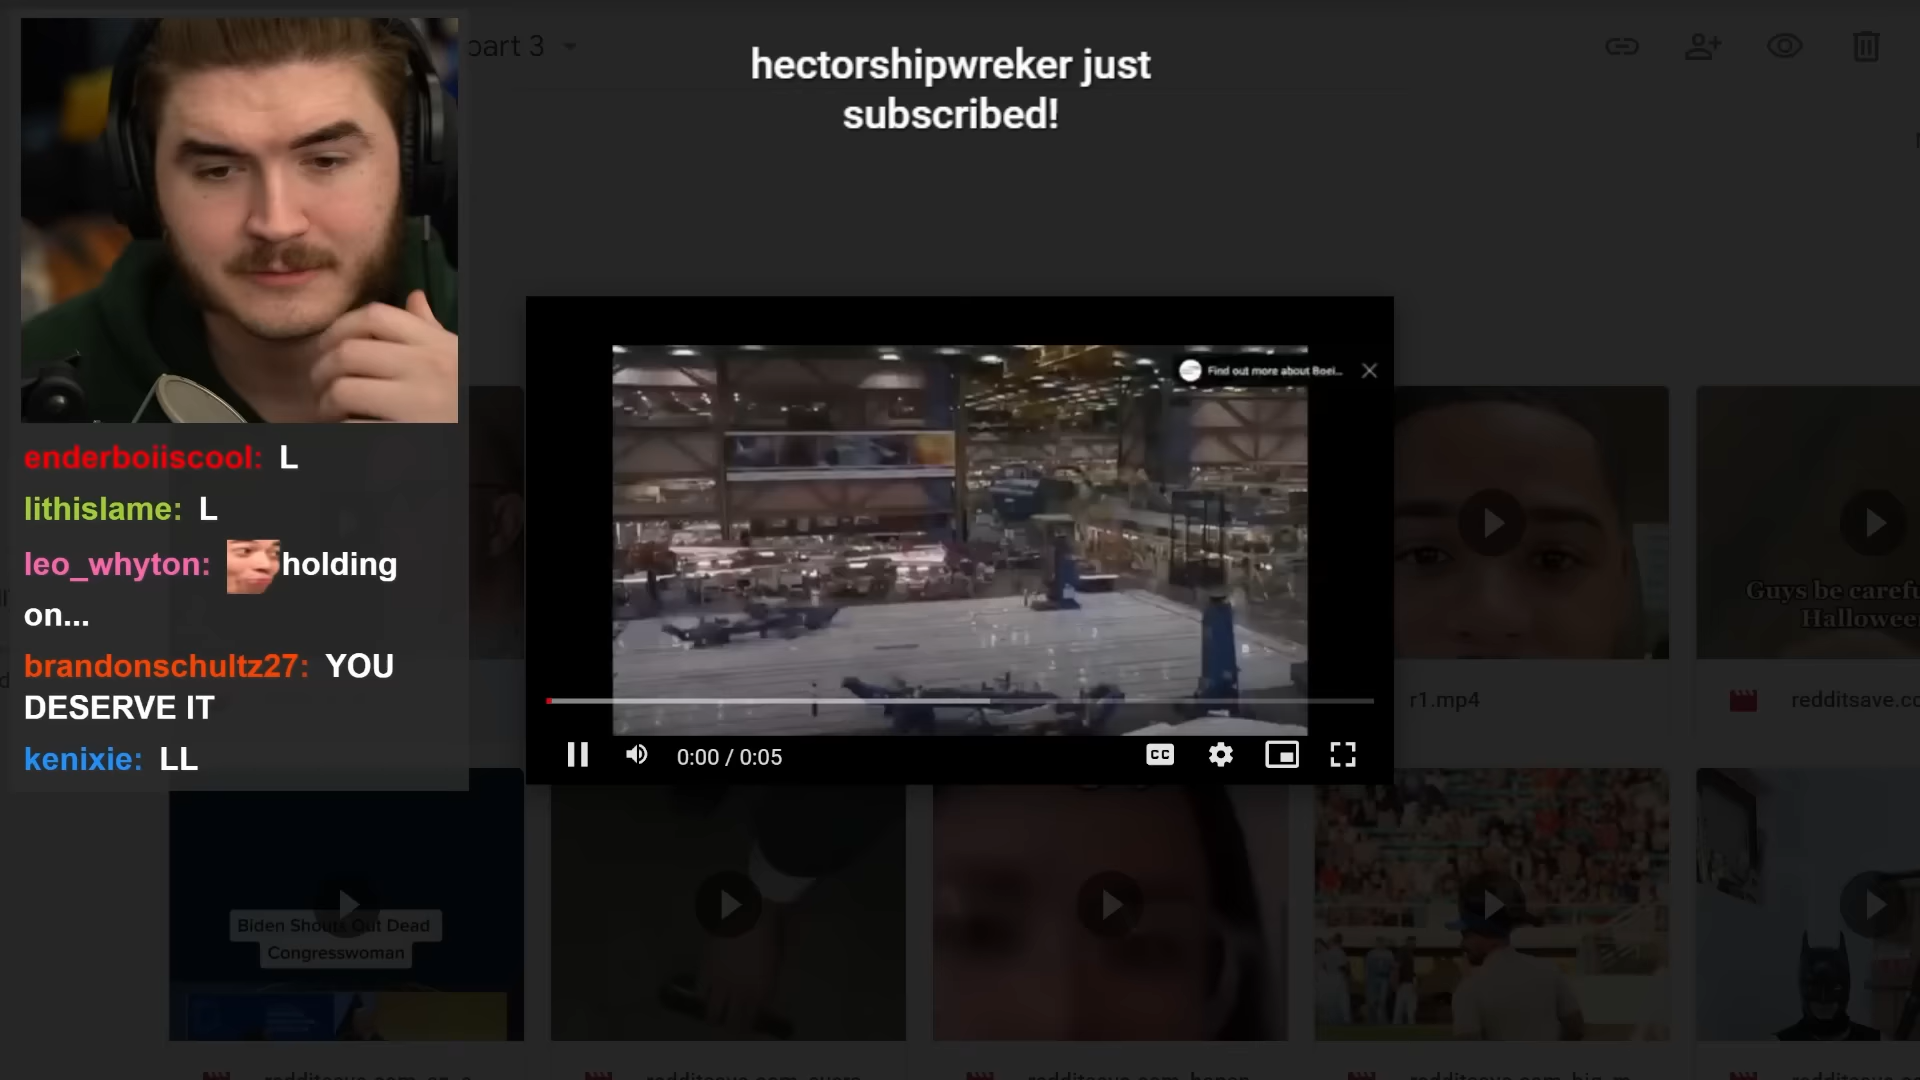 part 3
hectorshipwreker just
subscribed!
Find out more about Boei...
enderboiiscool: L
lithislame: L
leo_whyton: holding
on...
brandonschultz27: YOU
DESERVE IT
kenixie: LL
0:00 / 0:05
CC
Guys be carefu
Hallowee
r1.mp4
redditsave.co
Biden Shouts Out Dead
Congresswoman